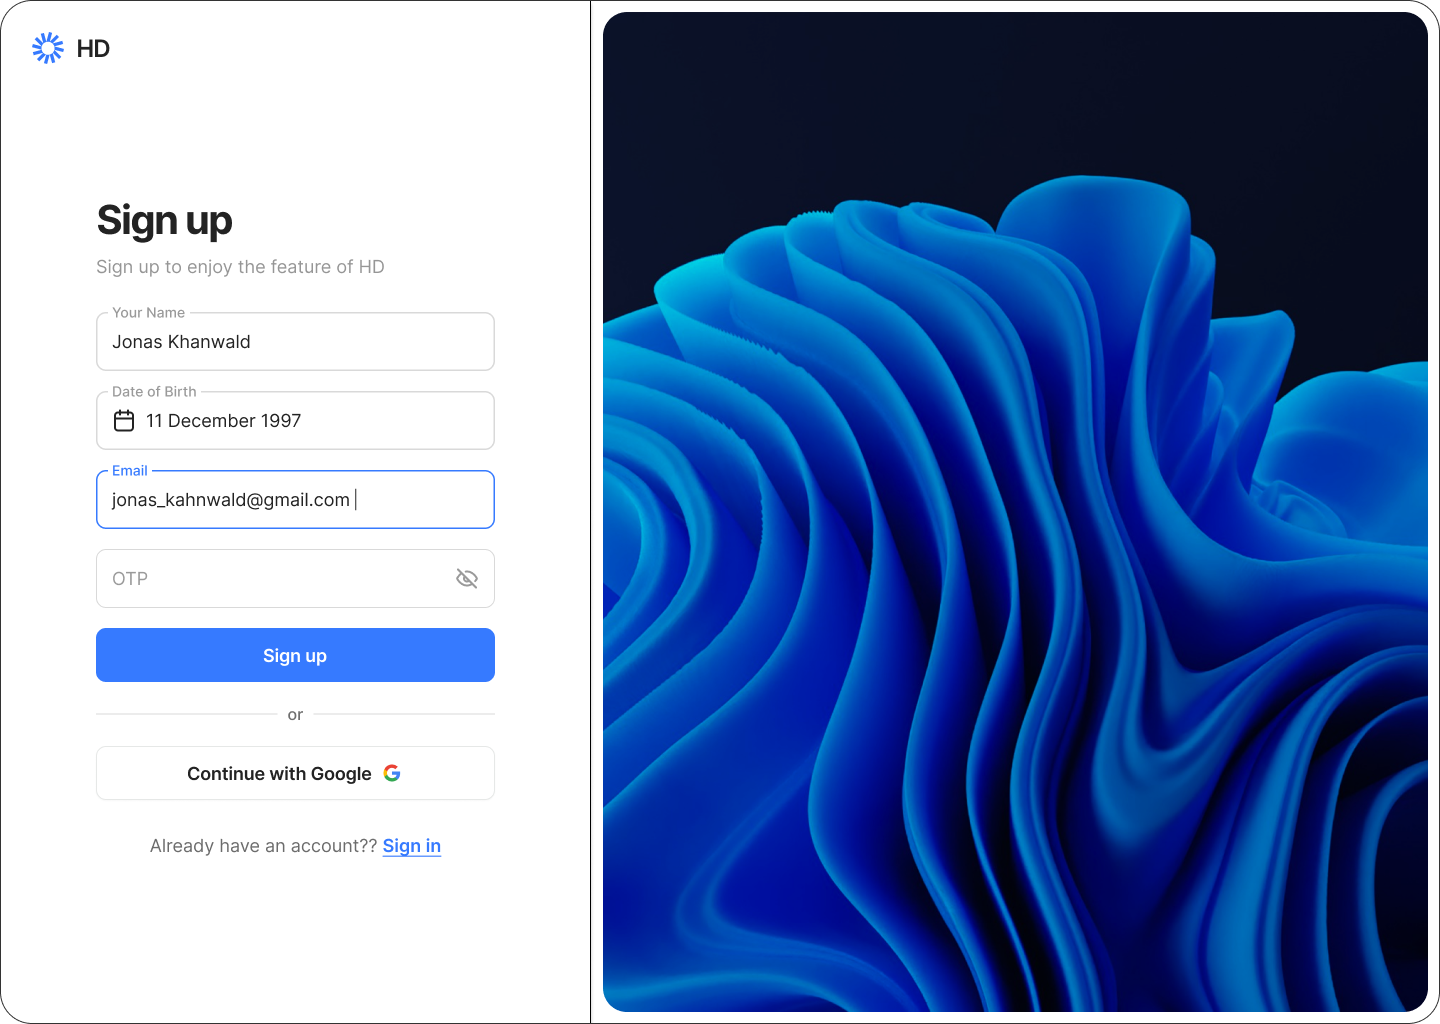 HD
Sign up
Sign up to enjoy the feature of HD
Your Name
Jonas Khanwald
Date of Birth
11 December 1997
Email
jonas_kahnwald@gmail.com
OTP
Sign up
or
Continue with Google
Already have an account?? Sign in